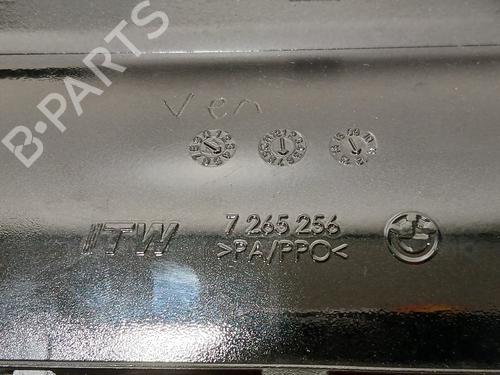 B-PARTS
ven
ITW
7 265 256
>PA/PPO<